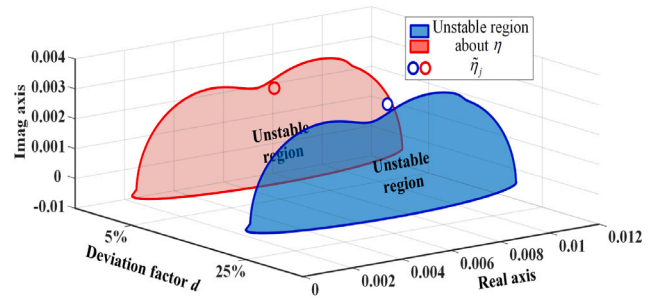 Unstable region
about η
η̃j
0.004
0.003
0.002
0.001
0
-0.01
Imag axis
Unstable
region
Unstable
region
5%
25%
Deviation factor d
0
0.002
0.004
0.006
0.008
0.01
0.012
Real axis